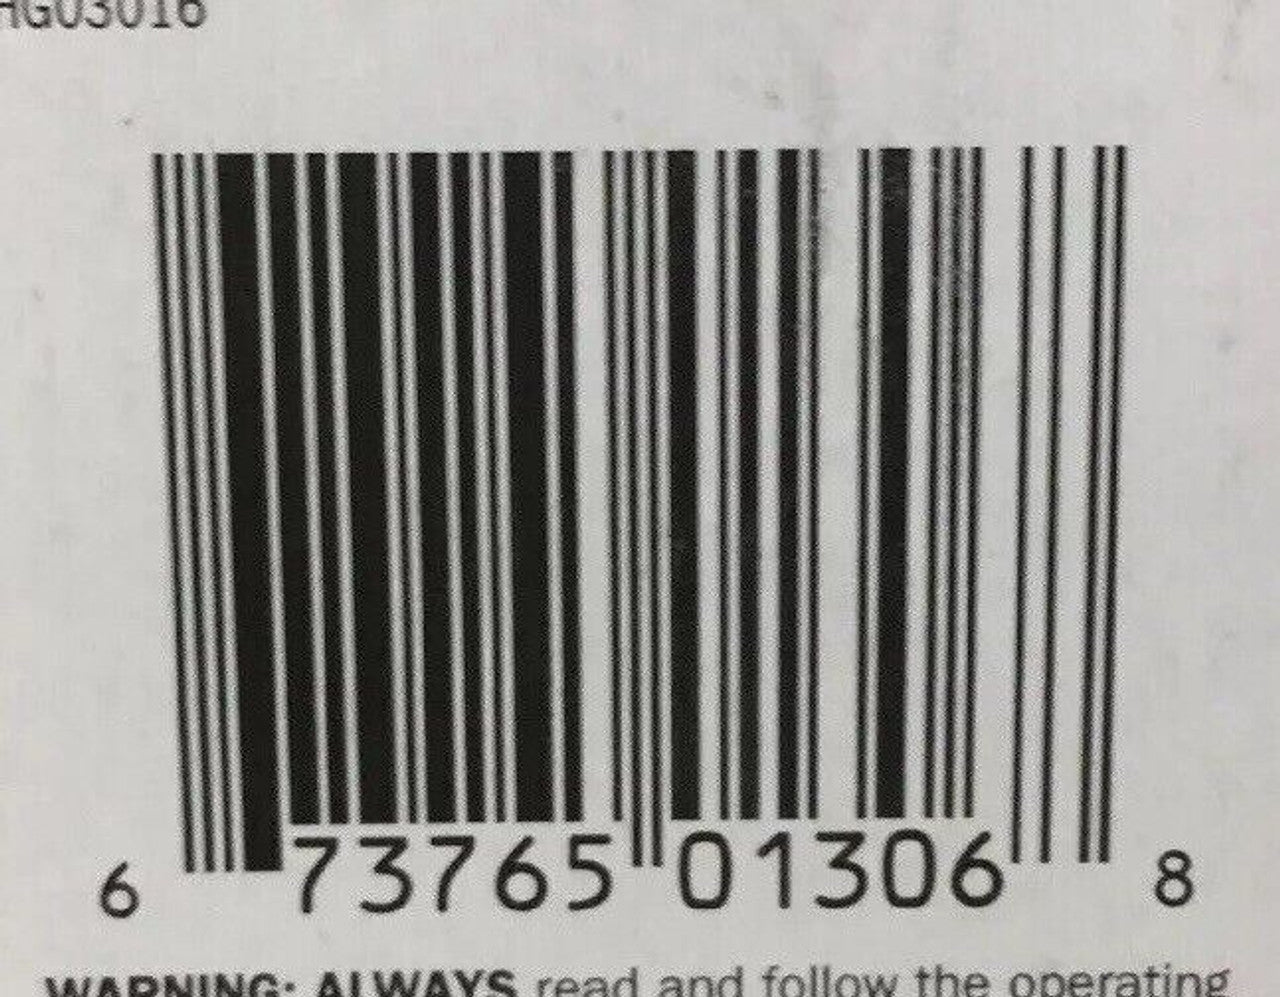 HG03016
6 73765 01306 8
WARNING: ALWAYS read and follow the operating